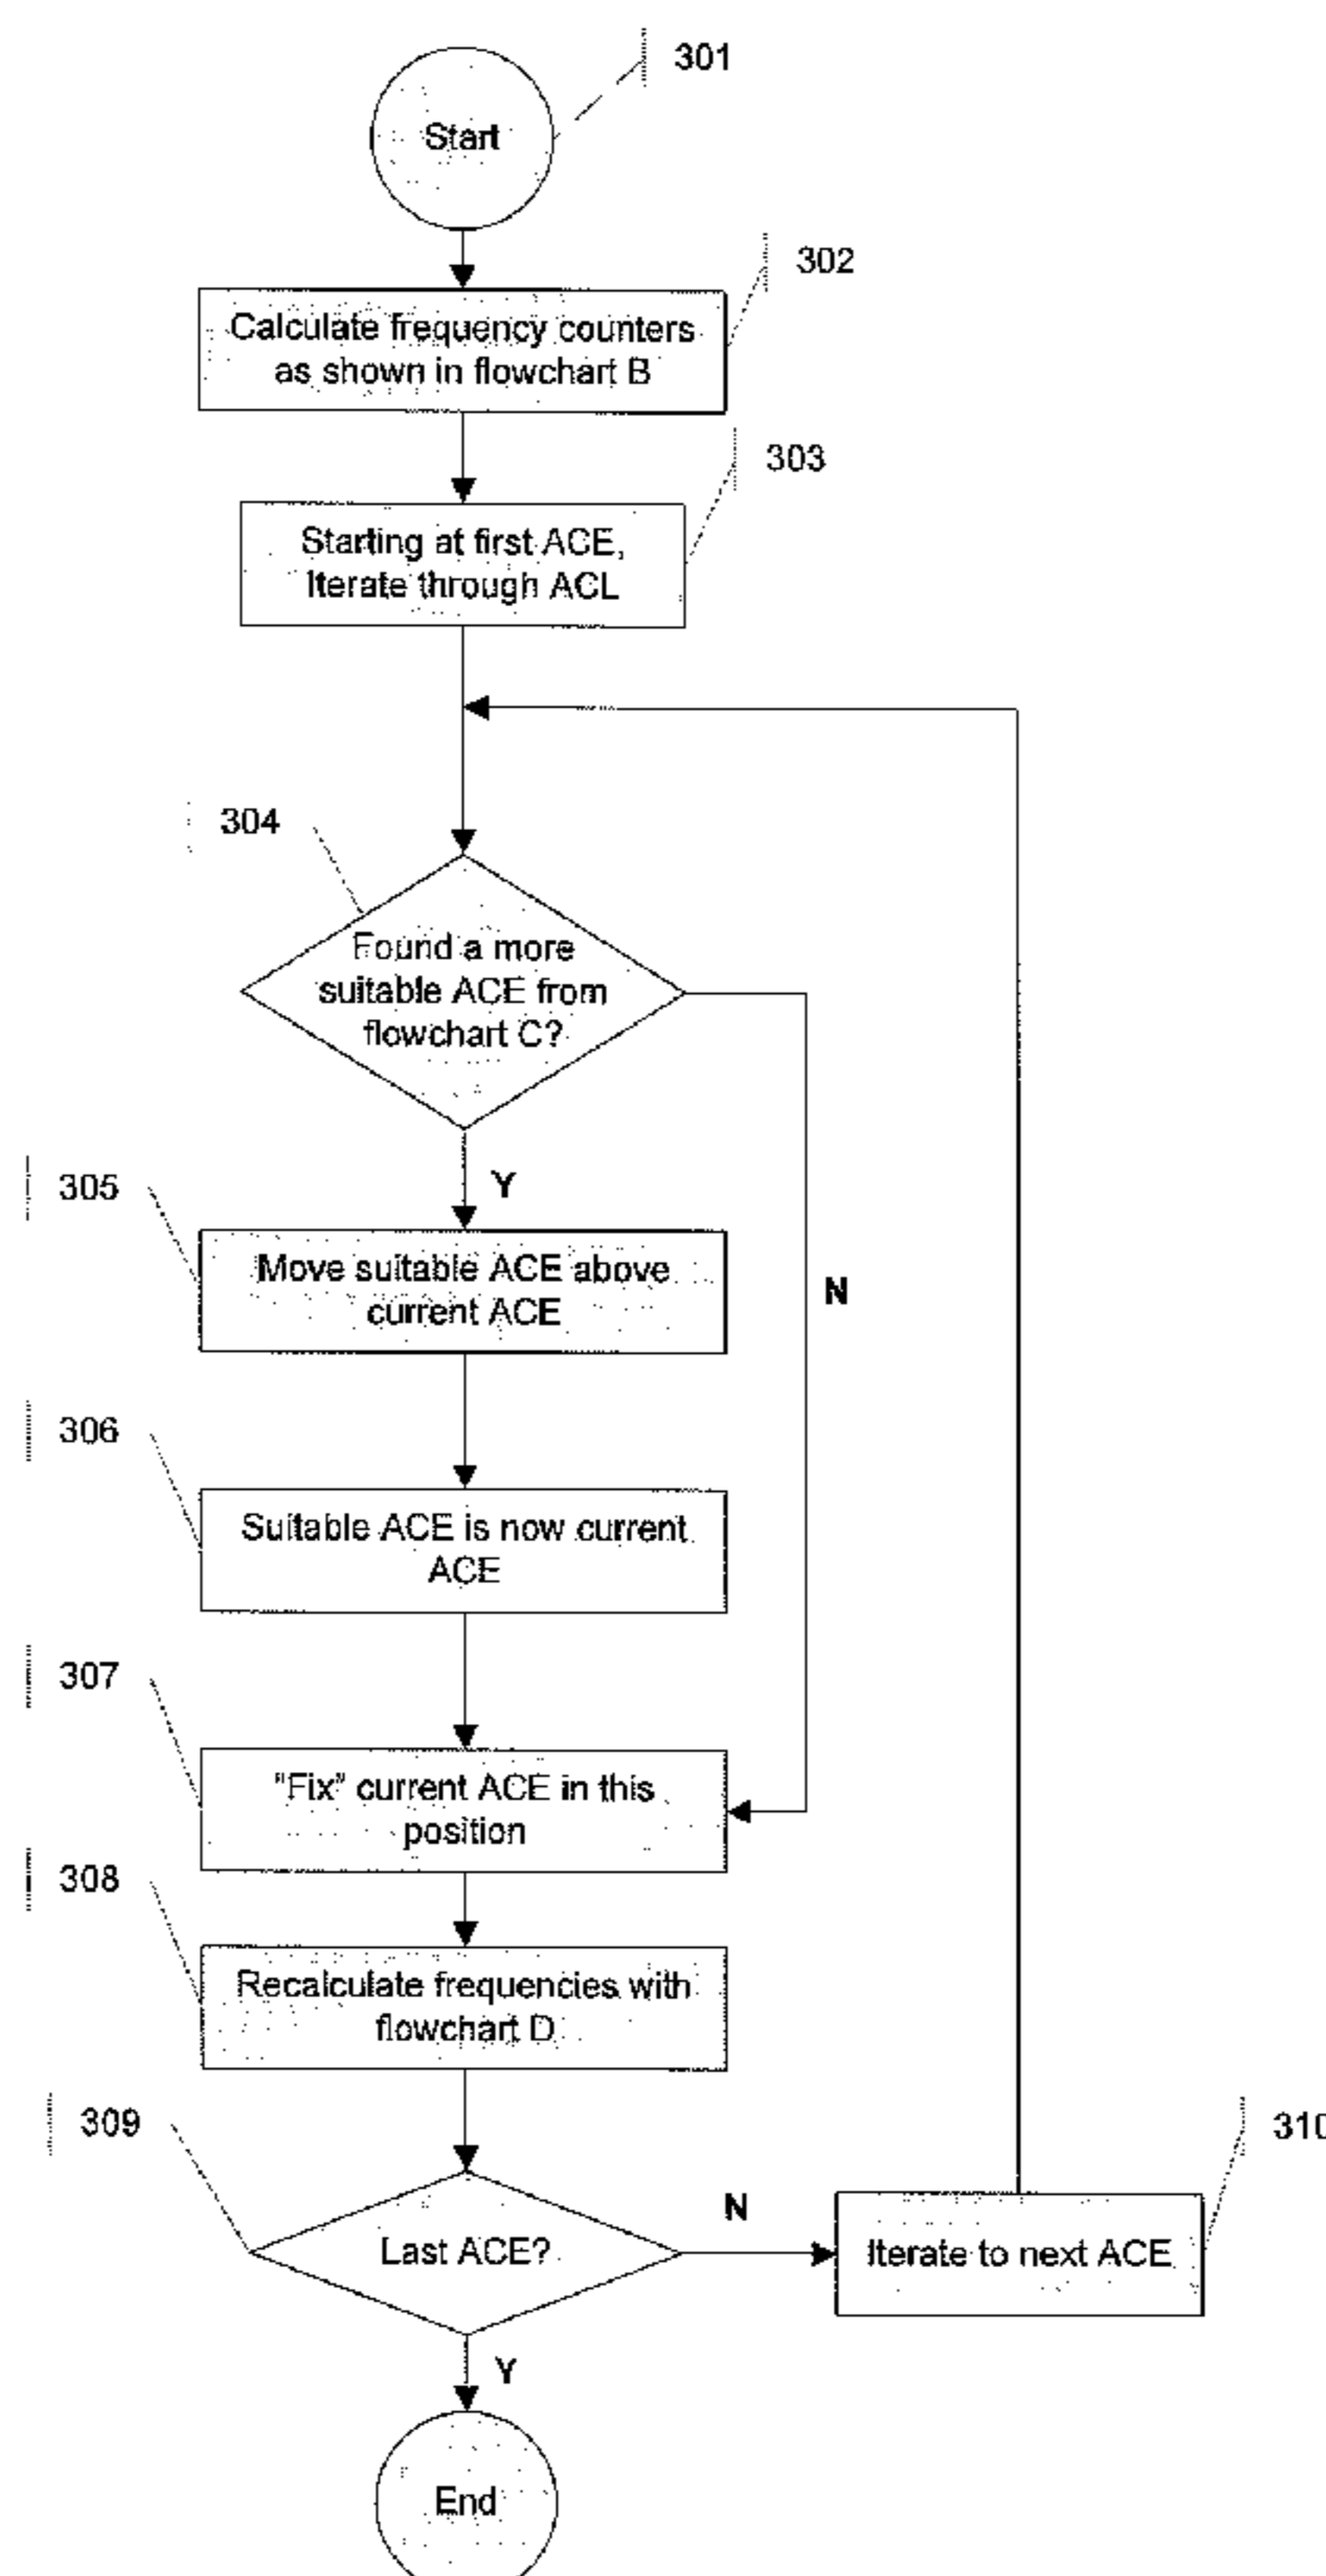 301
Start
302
Calculate frequency counters
as shown in flowchart B
303
Starting at first ACE,
Iterate through ACL
304
Found a more
suitable ACE from
flowchart C?
Y
305
Move suitable ACE above
current ACE
N
306
Suitable ACE is now current
ACE
307
"Fix" current ACE in this
position
308
Recalculate frequencies with
flowchart D
309
310
N
Last ACE?
Iterate to next ACE
Y
End